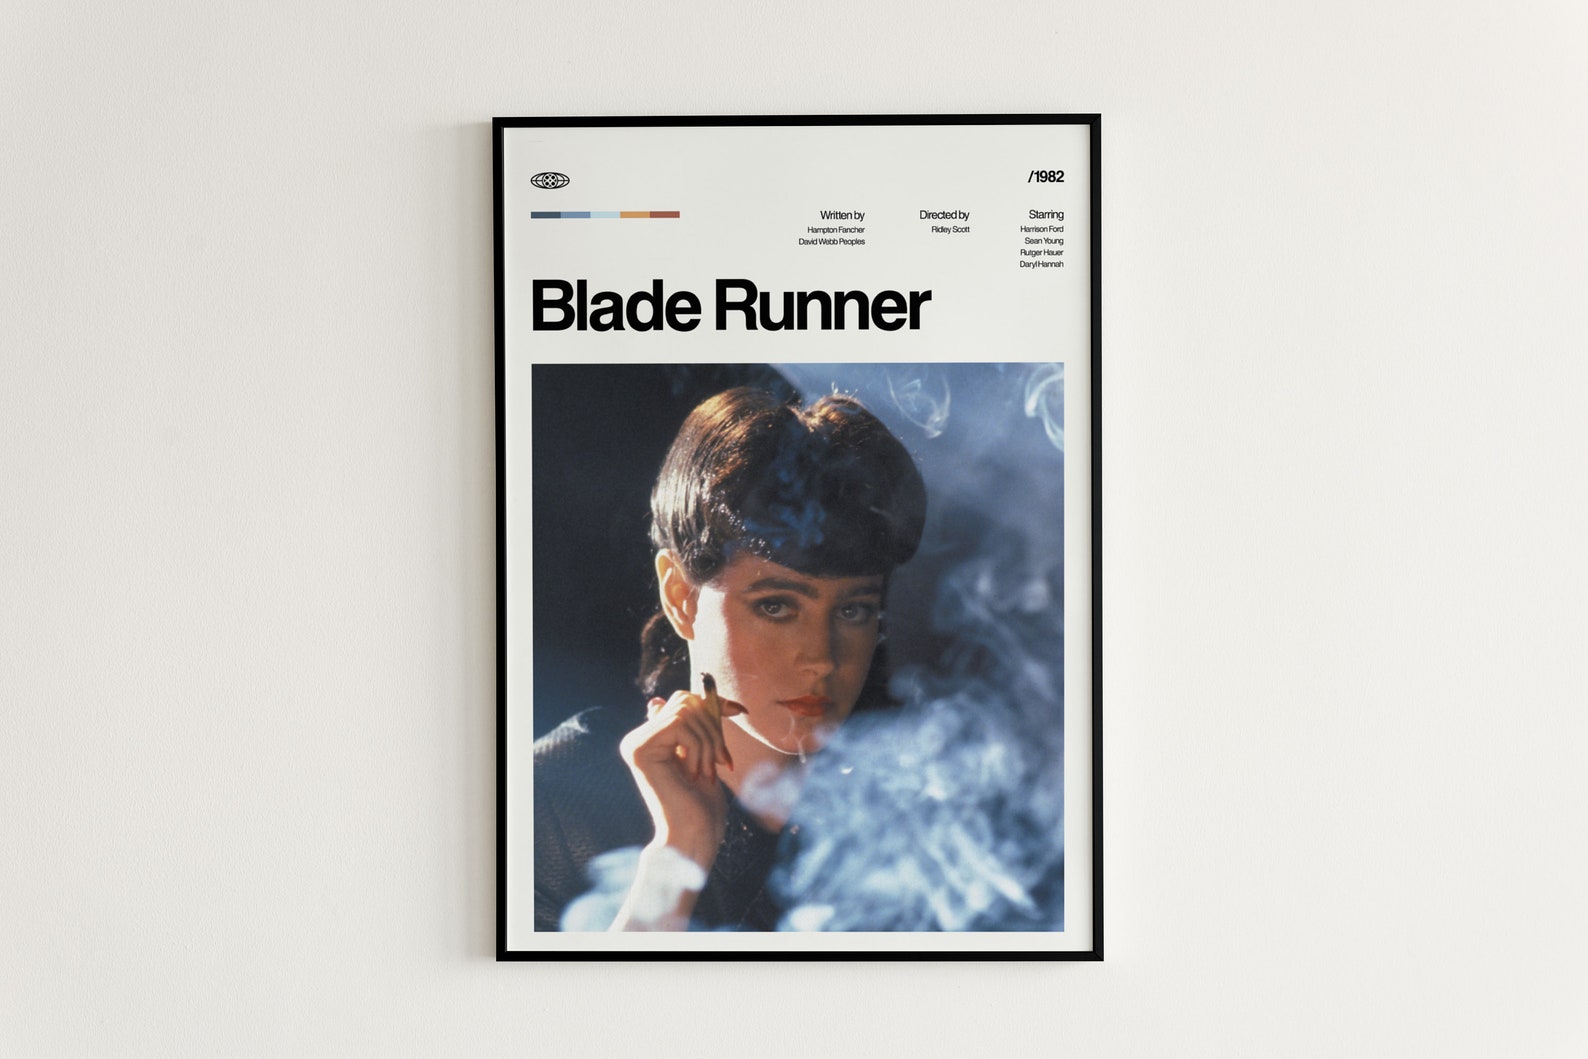 /1982
Written by
Hampton Fancher
David Webb Peoples
Directed by
Ridley Scott
Starring
Harrison Ford
Sean Young
Rutger Hauer
Daryl Hannah
Blade Runner